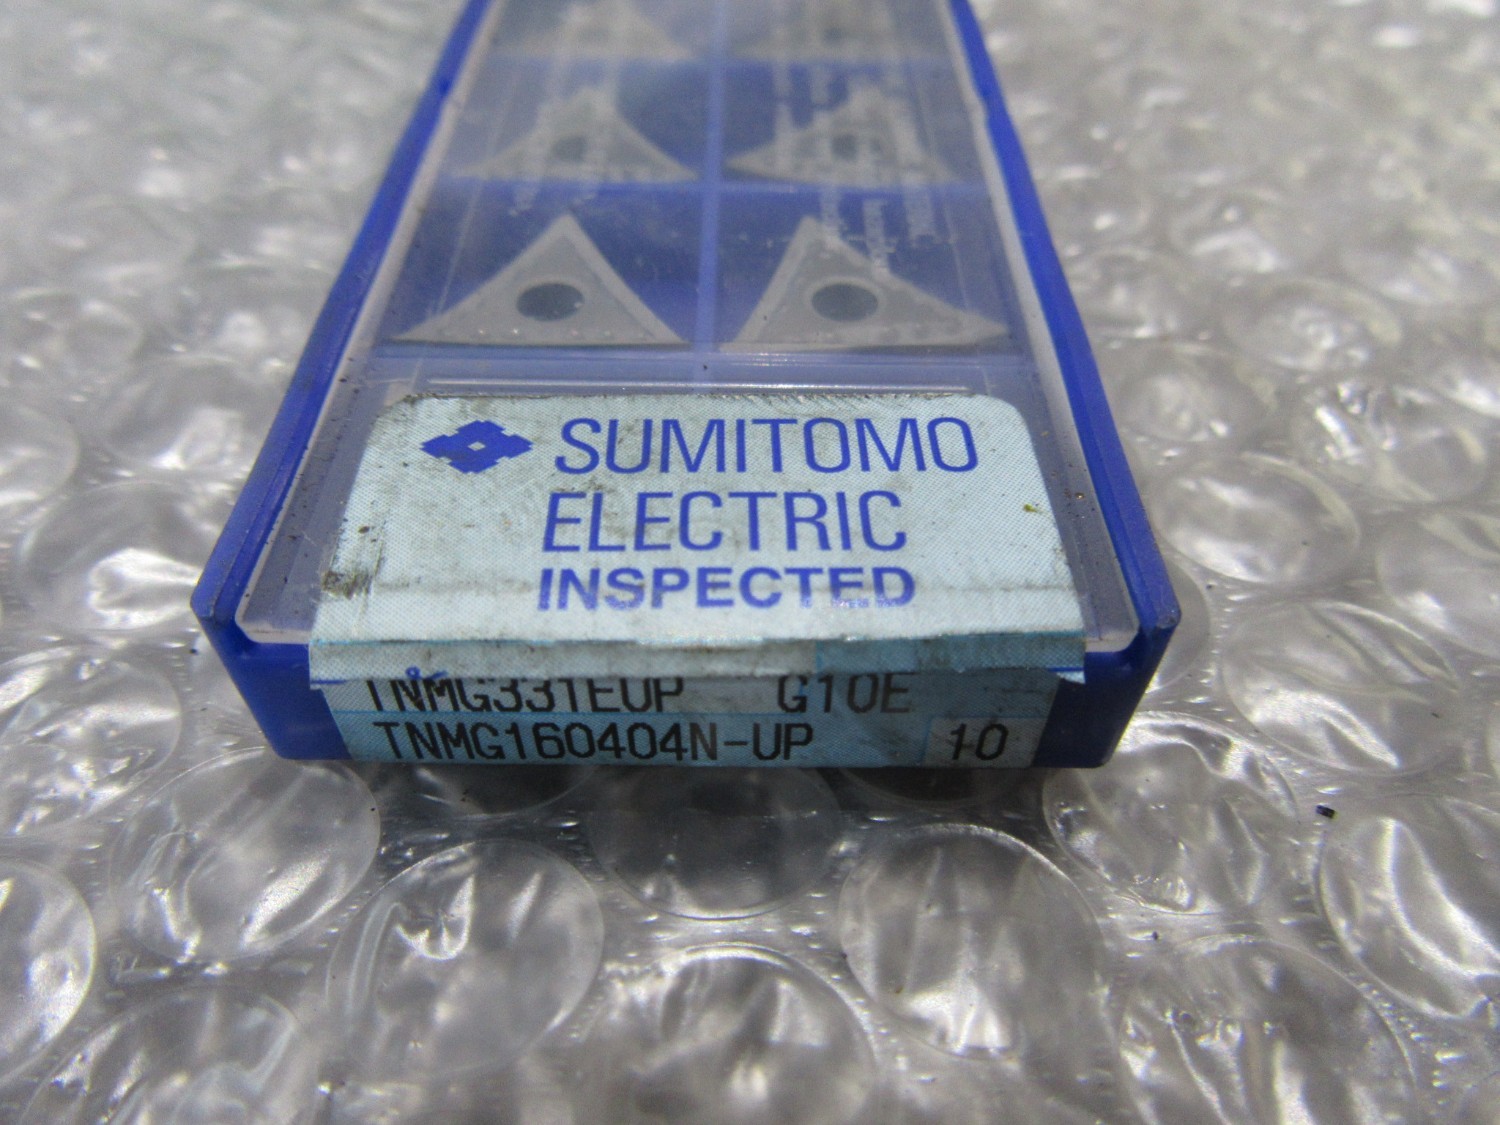 SUMITOMO
ELECTRIC
INSPECTED
TNMG331EUP G10E
TNMG160404N-UP 10